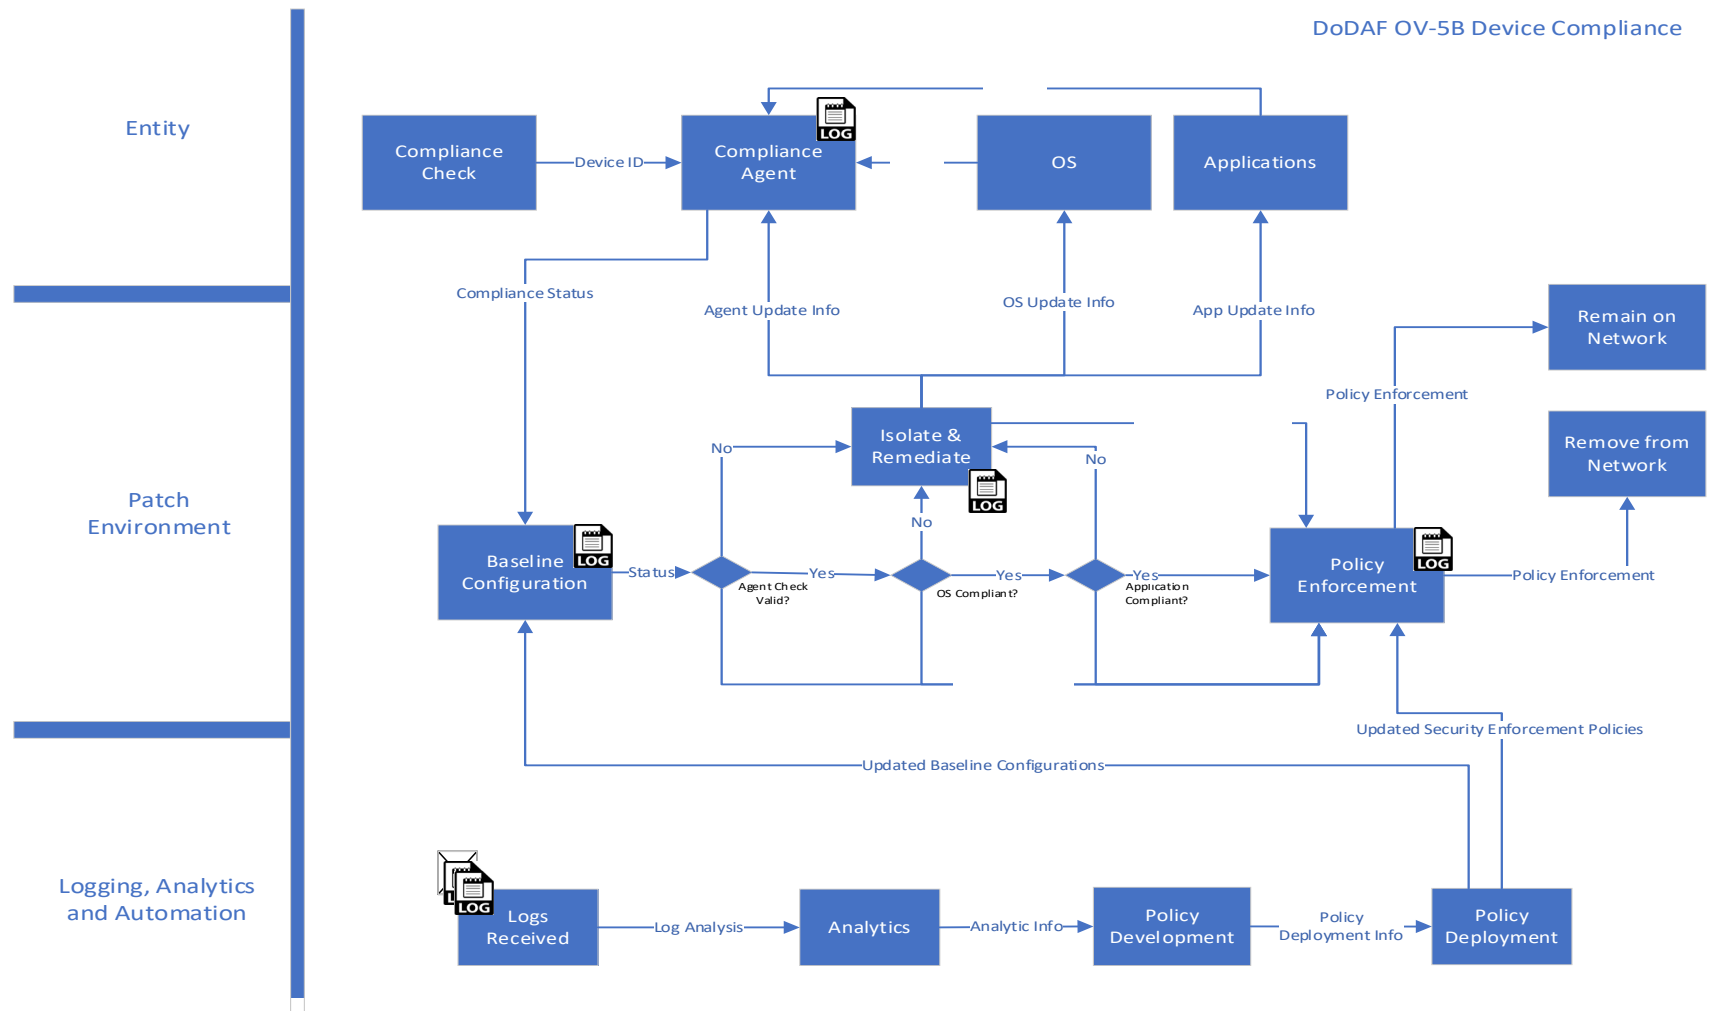 DoDAF OV-5B Device Compliance
Entity
Compliance
Check
Device ID
Compliance
Agent
LOG
OS
Applications
Compliance Status
Agent Update Info
OS Update Info
App Update Info
Remain on
Network
Policy Enforcement
Remove from
Network
Patch
Environment
Isolate &
Remediate
LOG
No
No
No
Baseline
Configuration
LOG
Status
Agent Check
Valid?
Yes
OS Compliant?
Yes
Application
Compliant?
Yes
Policy
Enforcement
LOG
Policy Enforcement
Updated Security Enforcement Policies
Updated Baseline Configurations
Logging, Analytics
and Automation
LOG
Logs
Received
Log Analysis
Analytics
Analytic Info
Policy
Development
Policy
Deployment Info
Policy
Deployment